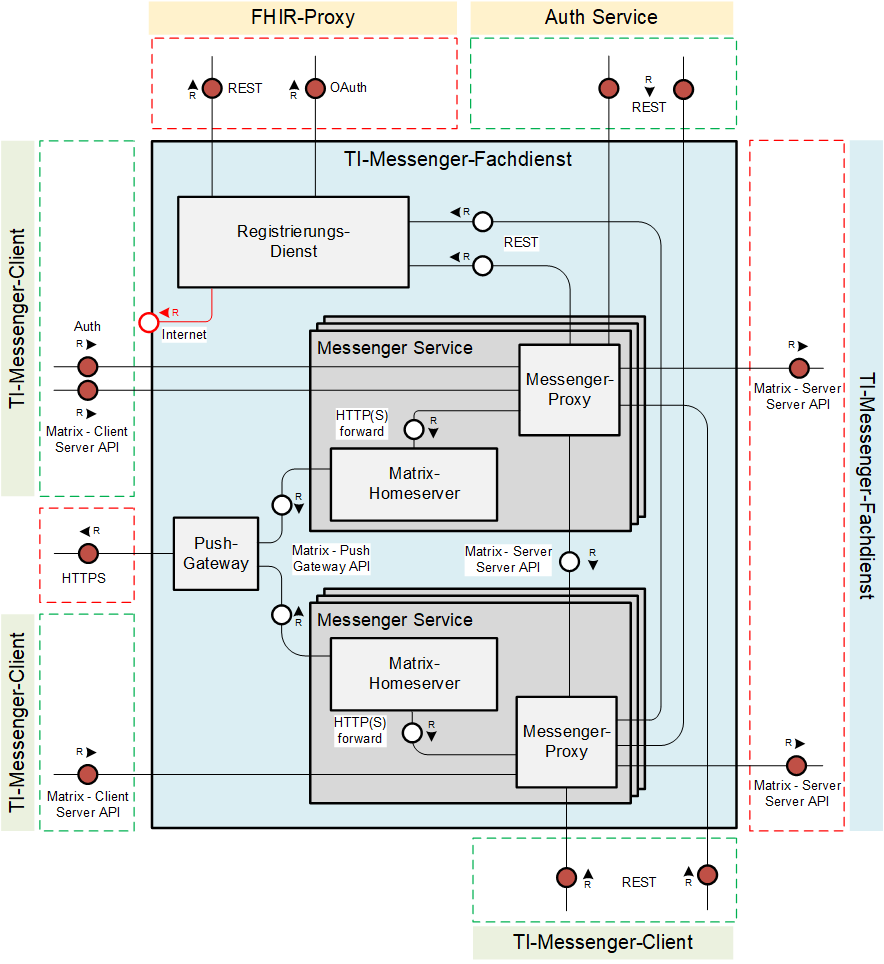 FHIR-Proxy
Auth Service
R
REST
R
OAuth
R
REST
TI-Messenger-Fachdienst
TI-Messenger-Client
Registrierungs-
Dienst
R
REST
R
R
Internet
Auth
R
R
Matrix - Client
Server API
Messenger Service
Messenger-
Proxy
R
Matrix - Server
Server API
HTTP(S)
forward
R
Matrix-
Homeserver
TI-Messenger-Fachdienst
R
HTTPS
Push-
Gateway
R
Matrix - Push
Gateway API
R
Matrix - Server
Server API
R
TI-Messenger-Client
Messenger Service
Matrix-
Homeserver
HTTP(S)
forward
R
Messenger-
Proxy
R
Matrix - Client
Server API
R
Matrix - Server
Server API
R
REST
R
TI-Messenger-Client